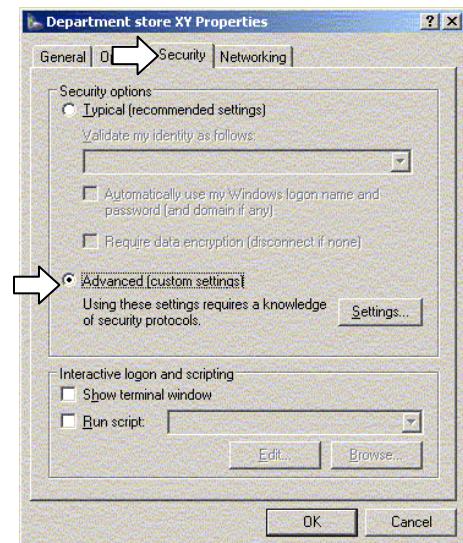 Department store XY Properties
General O Security Networking
Security options
Typical (recommended settings)
Validate my identity as follows:
Automatically use my Windows logon name and
password (and domain if any)
Require data encryption (disconnect if none)
Advanced (custom settings)
Using these settings requires a knowledge
of security protocols.
Settings...
Interactive logon and scripting
Show terminal window
Run script:
Edit...
Browse...
OK
Cancel